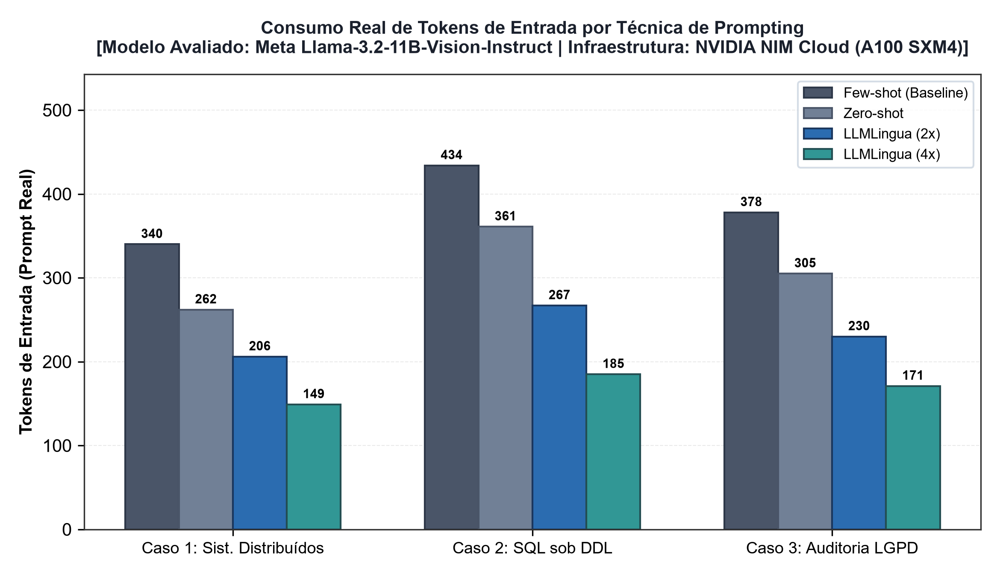 Consumo Real de Tokens de Entrada por Técnica de Prompting
[Modelo Avaliado: Meta Llama-3.2-11B-Vision-Instruct | Infraestrutura: NVIDIA NIM Cloud (A100 SXM4)]
Few-shot (Baseline)
Zero-shot
LLMLingua (2x)
LLMLingua (4x)
Tokens de Entrada (Prompt Real)
500
400
300
200
100
0
340
262
206
149
434
361
267
185
378
305
230
171
Caso 1: Sist. Distribuídos
Caso 2: SQL sob DDL
Caso 3: Auditoria LGPD